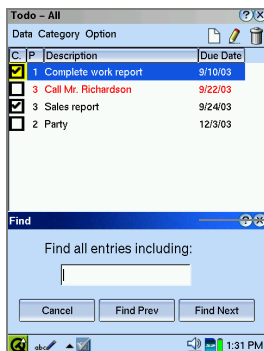 Todo – All
Data Category Option
C. P Description Due Date
1 Complete work report 9/10/03
3 Call Mr. Richardson 9/22/03
3 Sales report 9/24/03
2 Party 12/3/03
Find
Find all entries including:
Cancel Find Prev Find Next
abc 1:31 PM